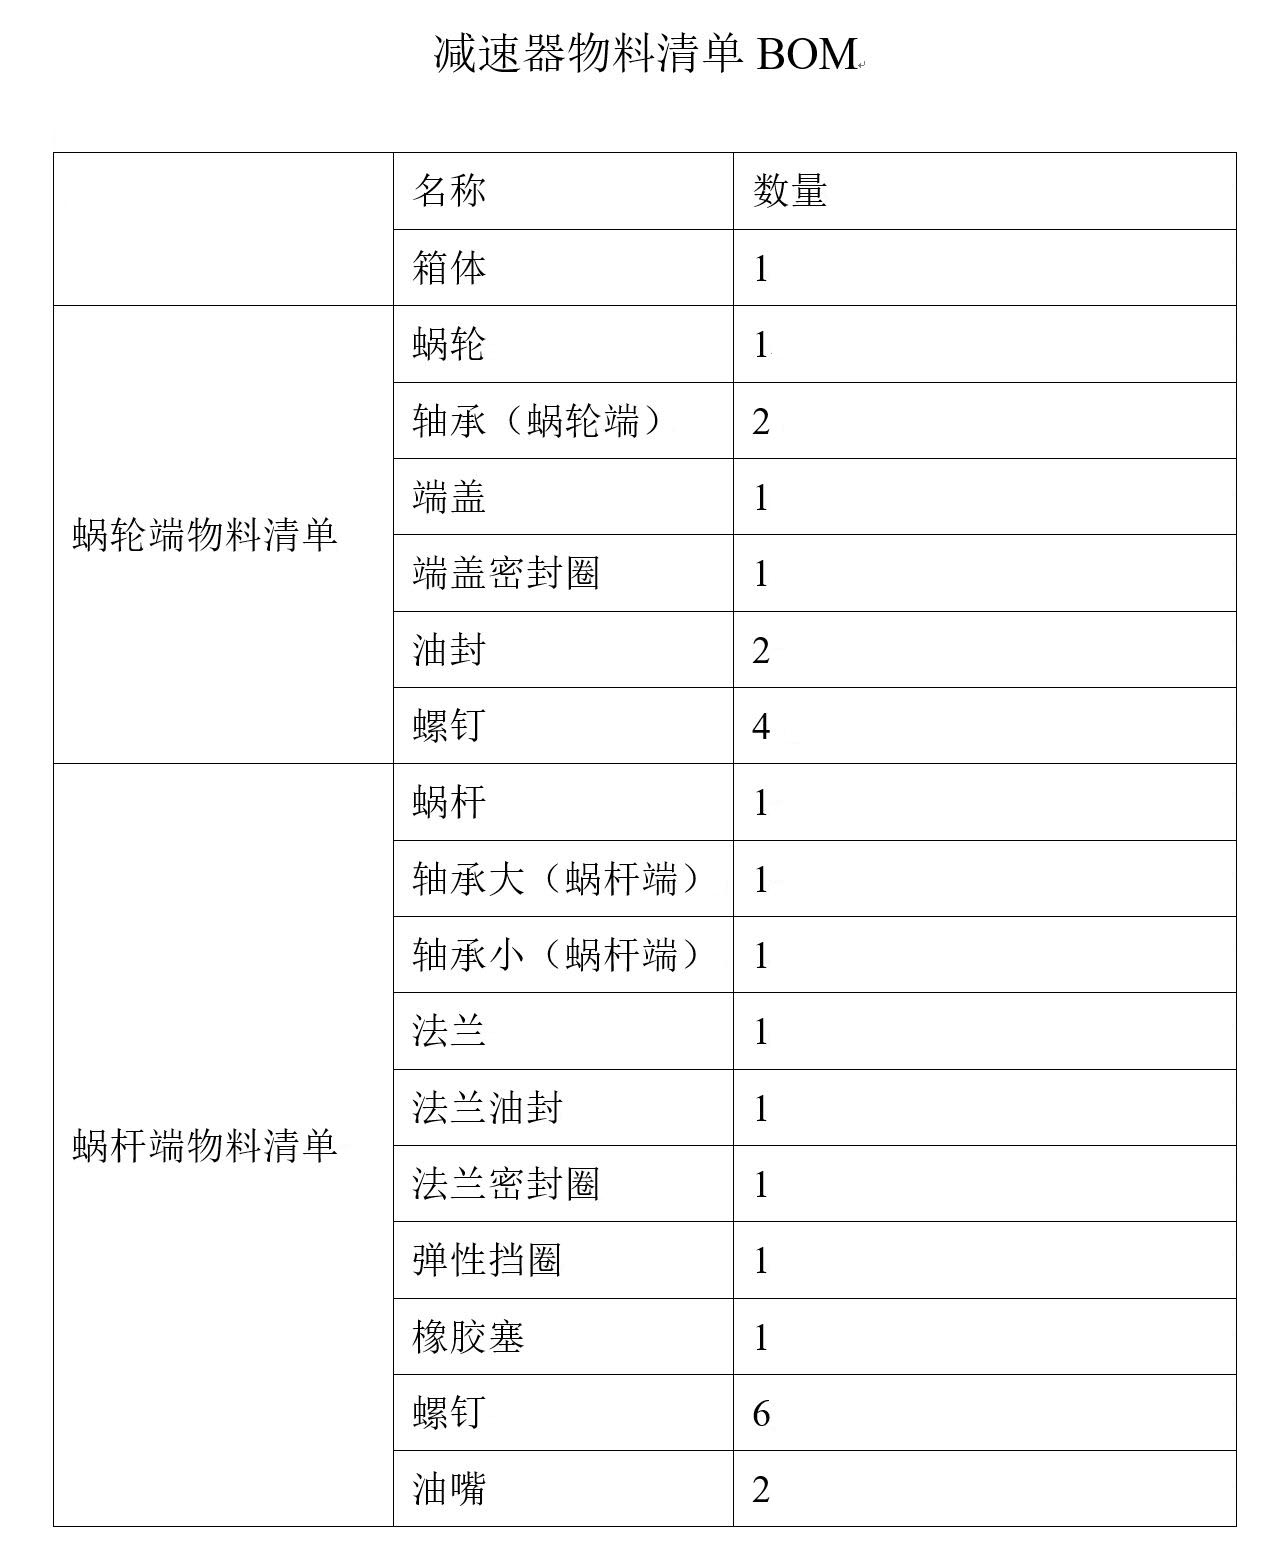 减速器物料清单 BOM
名称 数量
箱体 1
蜗轮端物料清单
蜗轮 1
轴承（蜗轮端） 2
端盖 1
端盖密封圈 1
油封 2
螺钉 4
蜗杆端物料清单
蜗杆 1
轴承大（蜗杆端） 1
轴承小（蜗杆端） 1
法兰 1
法兰油封 1
法兰密封圈 1
弹性挡圈 1
橡胶塞 1
螺钉 6
油嘴 2